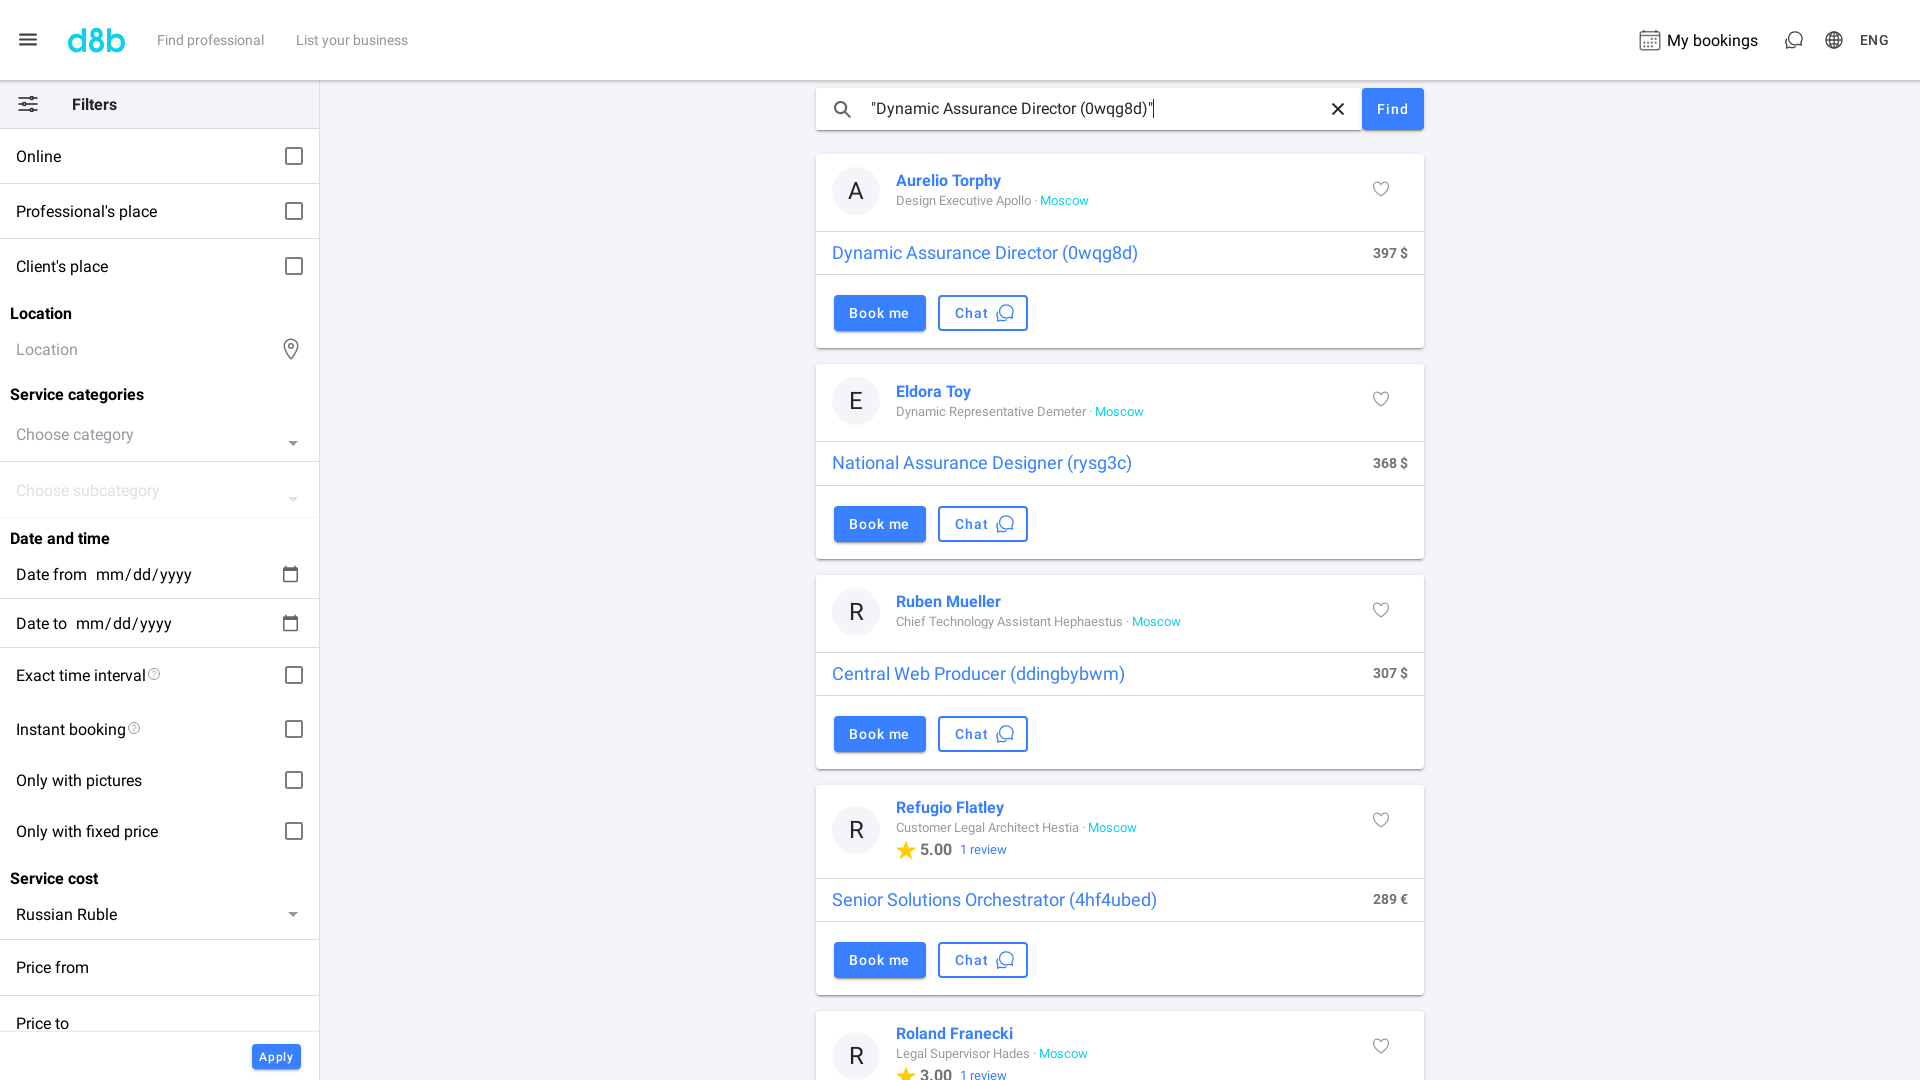 d8b
Find professional
List your business
My bookings
ENG
Filters
Online
Professional's place
Client's place
Location
Location
Service categories
Choose category
Choose subcategory
Date and time
Date from mm/dd/yyyy
Date to mm/dd/yyyy
Exact time interval
Instant booking
Only with pictures
Only with fixed price
Service cost
Russian Ruble
Price from
Price to
Apply
"Dynamic Assurance Director (0wqg8d)"
Find
A
Aurelio Torphy
Design Executive Apollo · Moscow
Dynamic Assurance Director (0wqg8d)
397 $
Book me
Chat
E
Eldora Toy
Dynamic Representative Demeter · Moscow
National Assurance Designer (rysg3c)
368 $
Book me
Chat
R
Ruben Mueller
Chief Technology Assistant Hephaestus · Moscow
Central Web Producer (ddingbybwm)
307 $
Book me
Chat
R
Refugio Flatley
Customer Legal Architect Hestia · Moscow
5.00 1 review
Senior Solutions Orchestrator (4hf4ubed)
289 €
Book me
Chat
R
Roland Franecki
Legal Supervisor Hades · Moscow
3.00 1 review